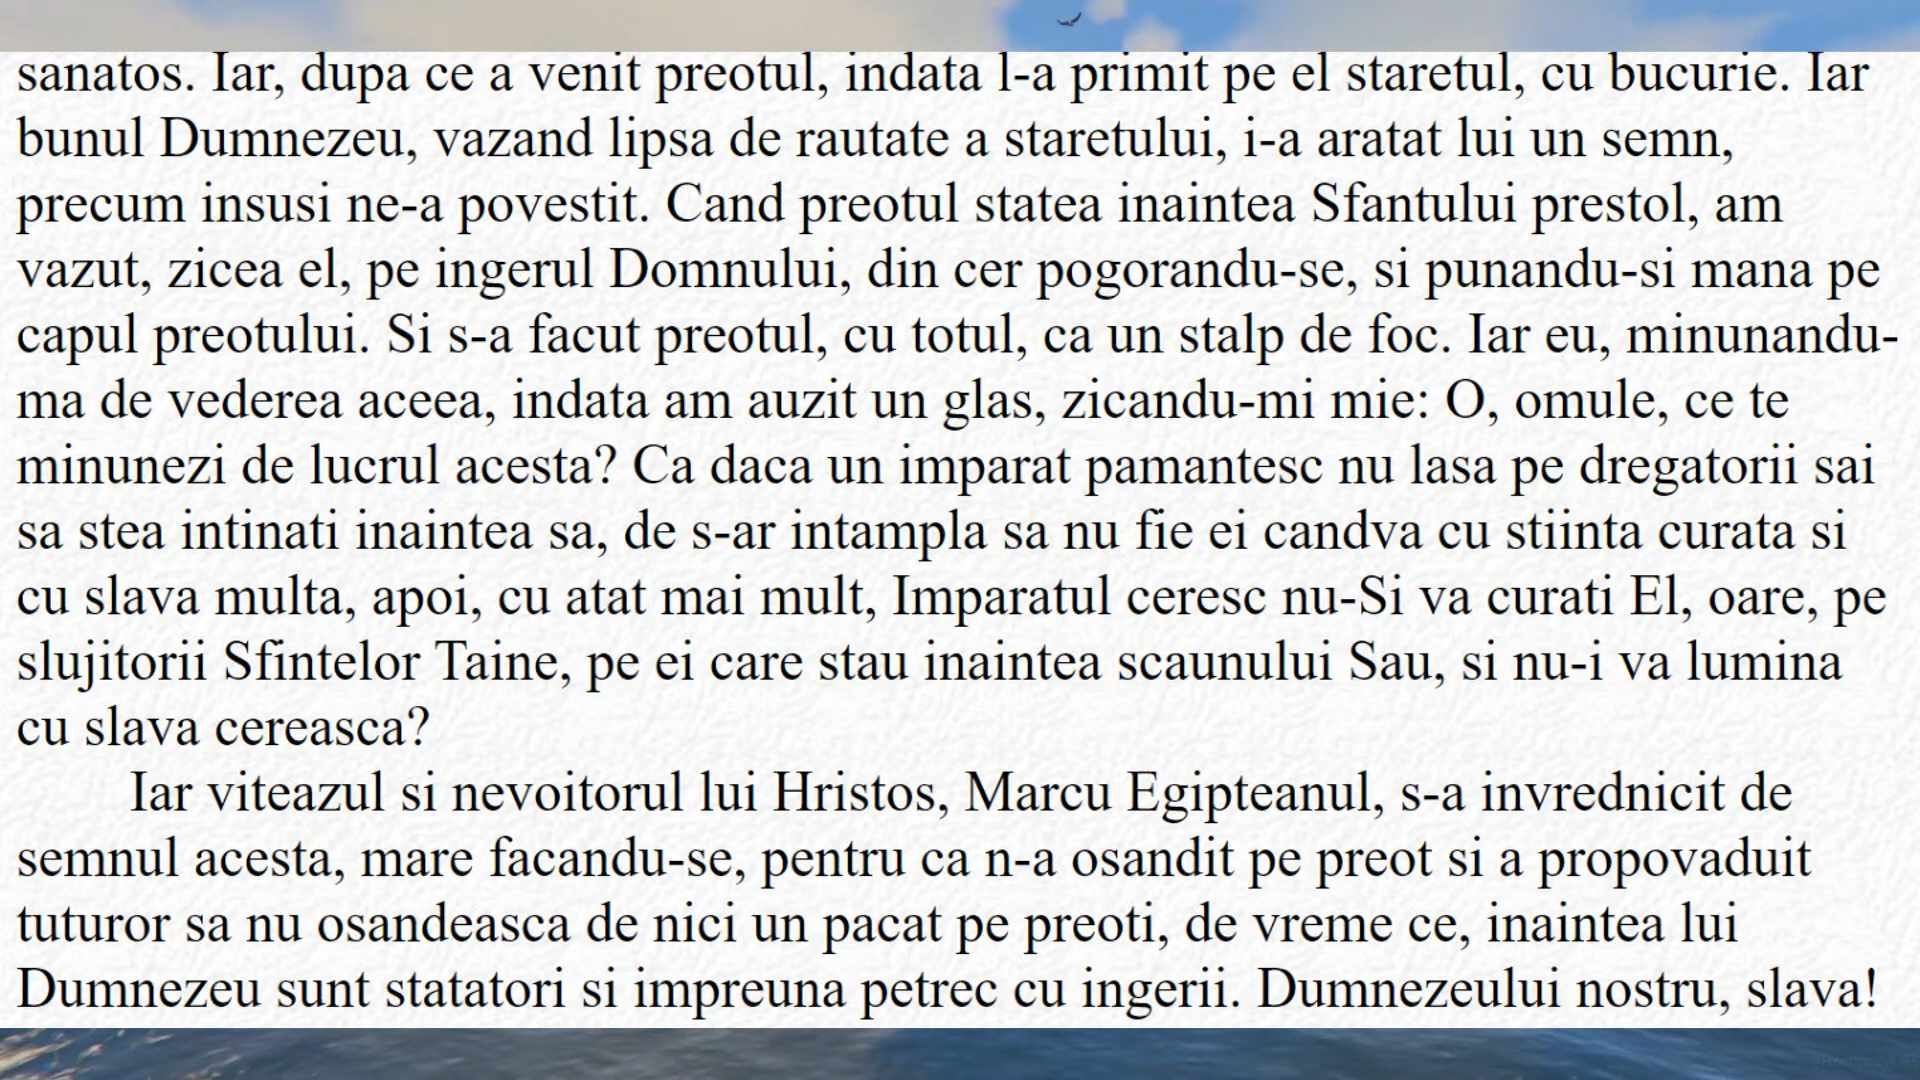 sanatos. Iar, dupa ce a venit preotul, indata l-a primit pe el staretul, cu bucurie. Iar
bunul Dumnezeu, vazand lipsa de rautate a staretului, i-a aratat lui un semn,
precum insusi ne-a povestit. Cand preotul statea inaintea Sfantului prestol, am
vazut, zicea el, pe ingerul Domnului, din cer pogorandu-se, si punandu-si mana pe
capul preotului. Si s-a facut preotul, cu totul, ca un stalp de foc. Iar eu, minunandu-
ma de vederea aceea, indata am auzit un glas, zicandu-mi mie: O, omule, ce te
minunezi de lucrul acesta? Ca daca un imparat pamantesc nu lasa pe dregatorii sai
sa stea intinati inaintea sa, de s-ar intampla sa nu fie ei candva cu stiinta curata si
cu slava multa, apoi, cu atat mai mult, Imparatul ceresc nu-Si va curati El, oare, pe
slujitorii Sfintelor Taine, pe ei care stau inaintea scaunului Sau, si nu-i va lumina
cu slava cereasca?
Iar viteazul si nevoitorul lui Hristos, Marcu Egipteanul, s-a invrednicit de
semnul acesta, mare facandu-se, pentru ca n-a osandit pe preot si a propovaduit
tuturor sa nu osandeasca de nici un pacat pe preoti, de vreme ce, inaintea lui
Dumnezeu sunt statatori si impreuna petrec cu ingerii. Dumnezeului nostru, slava!